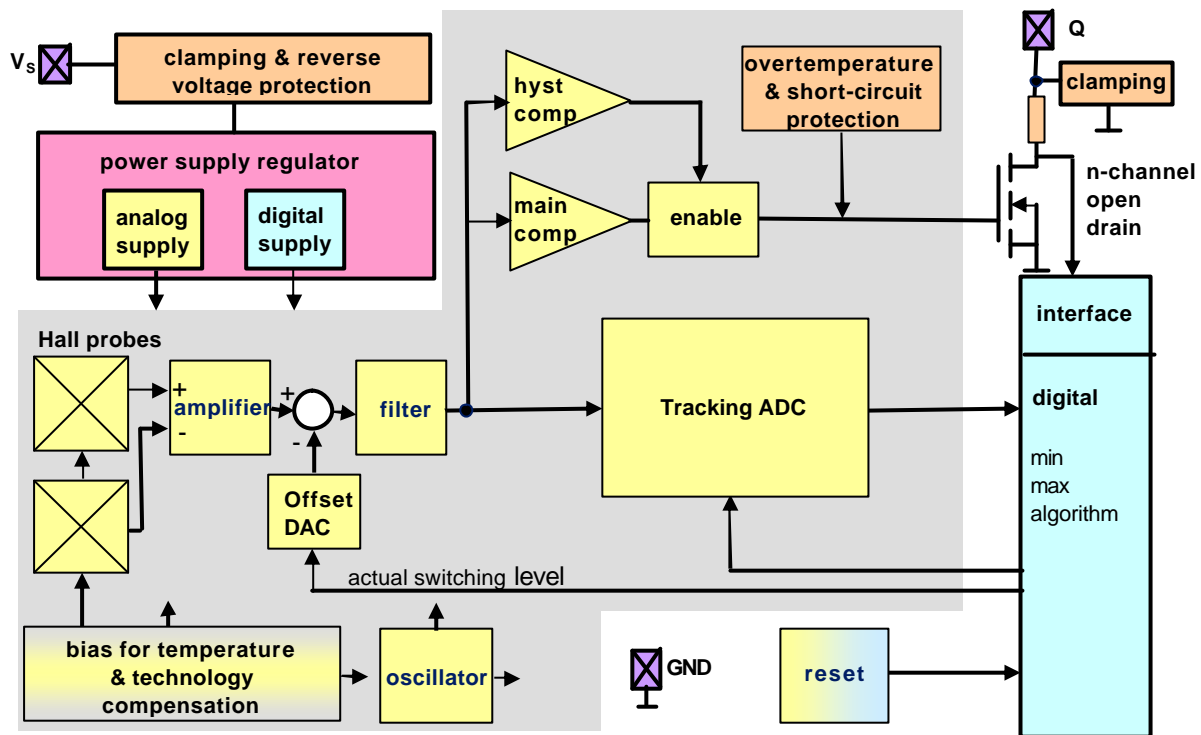 V_S
clamping & reverse
voltage protection
power supply regulator
analog
supply
digital
supply
hyst
comp
main
comp
enable
overtemperature
& short-circuit
protection
Q
clamping
n-channel
open
drain
Hall probes
+
-
amplifier
+
-
filter
Offset
DAC
Tracking ADC
interface
digital
min
max
algorithm
actual switching level
bias for temperature
& technology
compensation
oscillator
GND
reset